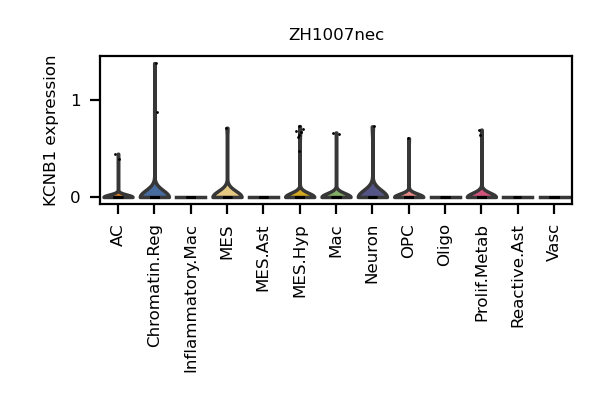 ZH1007nec
KCNB1 expression
1
0
AC
Chromatin.Reg
Inflammatory.Mac
MES
MES.Ast
MES.Hyp
Mac
Neuron
OPC
Oligo
Prolif.Metab
Reactive.Ast
Vasc